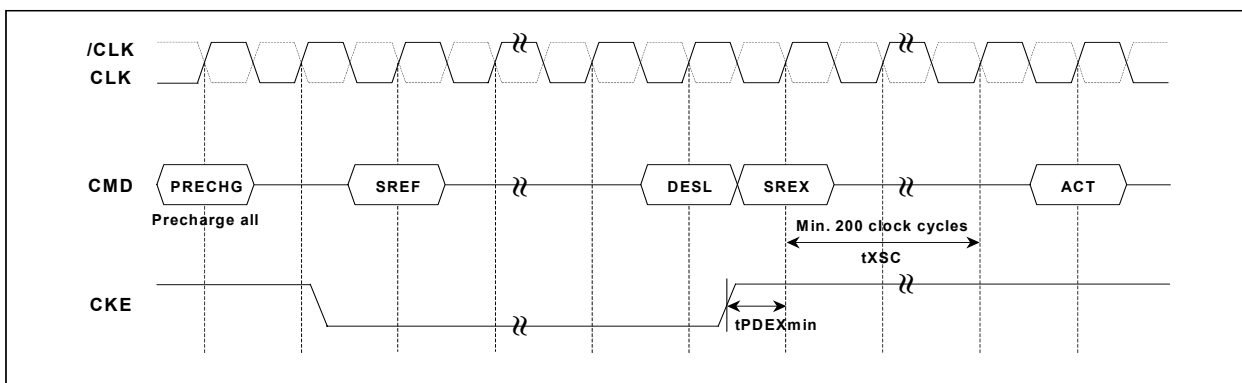 /CLK
CLK
CMD PRECHG SREF DESL SREX ACT
Precharge all
Min. 200 clock cycles
tXSC
CKE
tPDEXmin